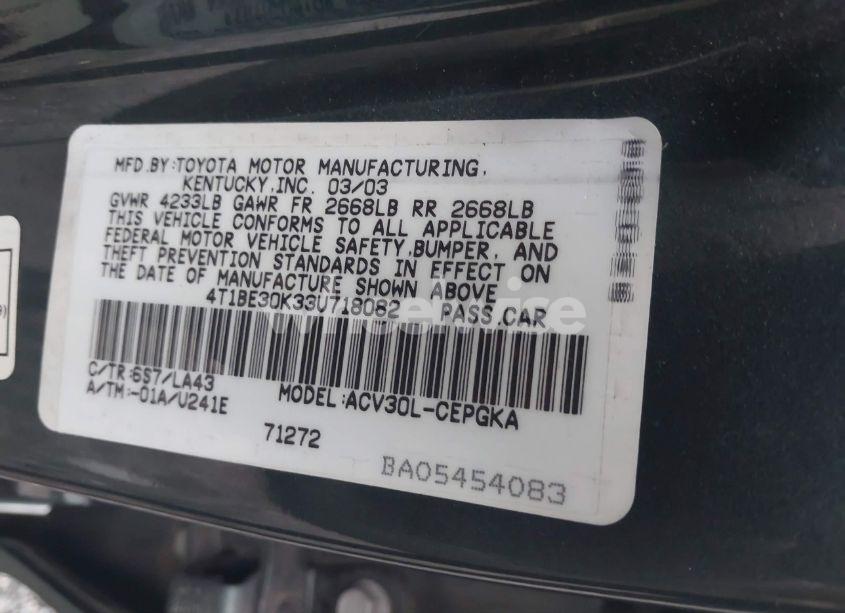 MFD.BY:TOYOTA MOTOR MANUFACTURING,
KENTUCKY,INC. 03/03
GVWR 4233LB GAWR FR 2668LB RR 2668LB
THIS VEHICLE CONFORMS TO ALL APPLICABLE
FEDERAL MOTOR VEHICLE SAFETY,BUMPER, AND
THEFT PREVENTION STANDARDS IN EFFECT ON
THE DATE OF MANUFACTURE SHOWN ABOVE
4T1BE30K33U718082 PASS.CAR
C/TR:6S7/LA43
A/TM:-01A/U241E
MODEL:ACV30L-CEPGKA
71272
BA05454083